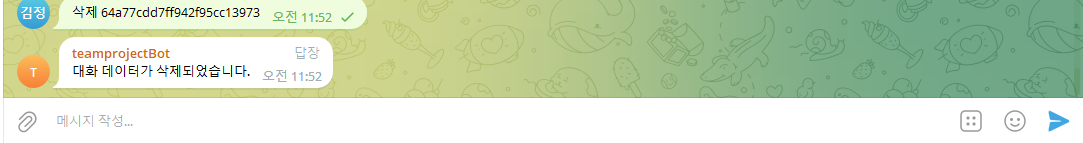 김정
삭제 64a77cdd7ff942f95cc13973 오전 11:52
teamprojectBot 답장
T
대화 데이터가 삭제되었습니다. 오전 11:52
메시지 작성...